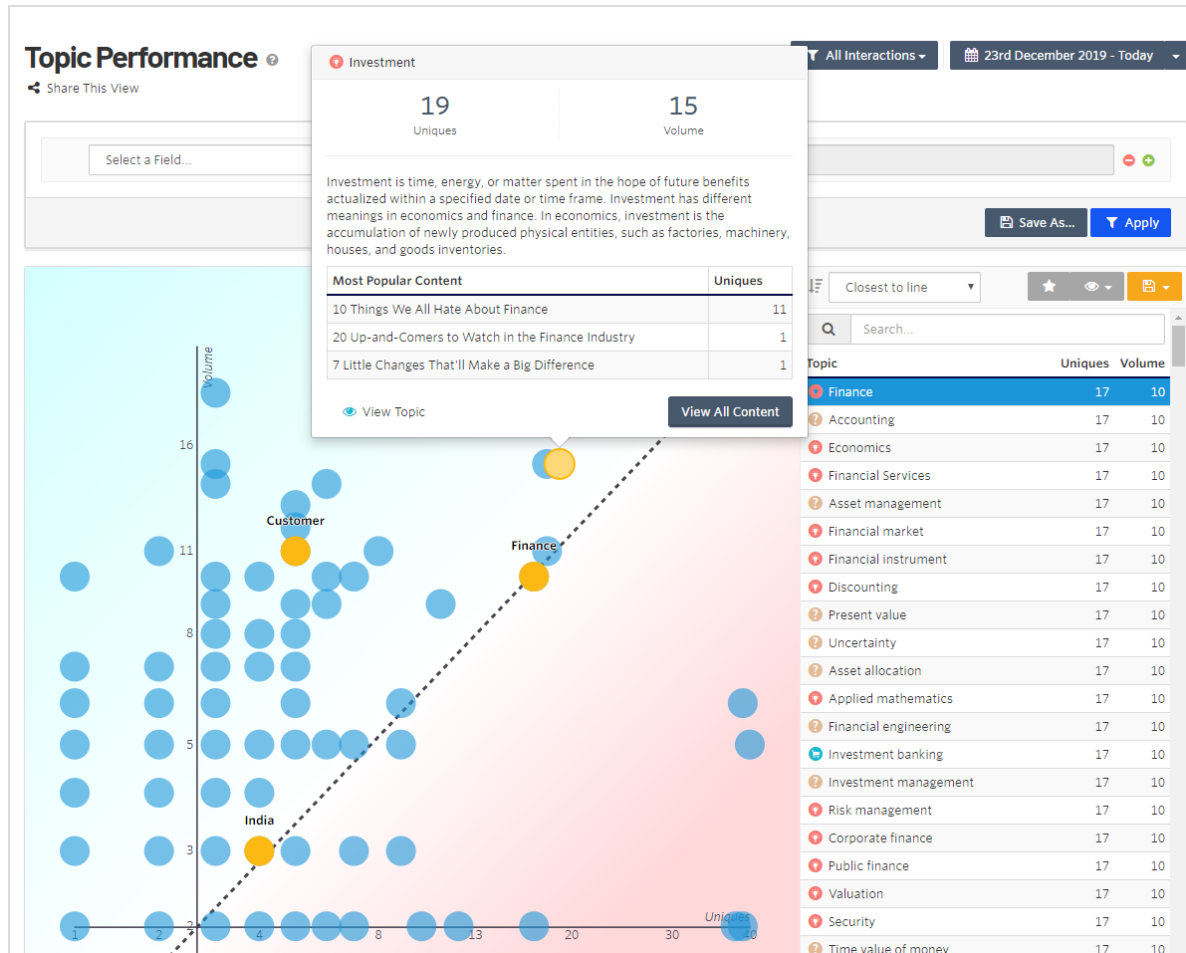 Topic Performance
Share This View
All Interactions
23rd December 2019 - Today
Investment
19
Uniques
15
Volume
Investment is time, energy, or matter spent in the hope of future benefits
actualized within a specified date or time frame. Investment has different
meanings in economics and finance. In economics, investment is the
accumulation of newly produced physical entities, such as factories, machinery,
houses, and goods inventories.
Most Popular Content Uniques
10 Things We All Hate About Finance 11
20 Up-and-Comers to Watch in the Finance Industry 1
7 Little Changes That'll Make a Big Difference 1
View Topic
View All Content
Select a Field...
Save As...
Apply
Volume
16
Customer
11
Finance
8
5
India
3
2
Uniques
1 2 4 8 13 20 30 40
Closest to line
Search...
Topic Uniques Volume
Finance 17 10
Accounting 17 10
Economics 17 10
Financial Services 17 10
Asset management 17 10
Financial market 17 10
Financial instrument 17 10
Discounting 17 10
Present value 17 10
Uncertainty 17 10
Asset allocation 17 10
Applied mathematics 17 10
Financial engineering 17 10
Investment banking 17 10
Investment management 17 10
Risk management 17 10
Corporate finance 17 10
Public finance 17 10
Valuation 17 10
Security 17 10
Time value of money 17 10